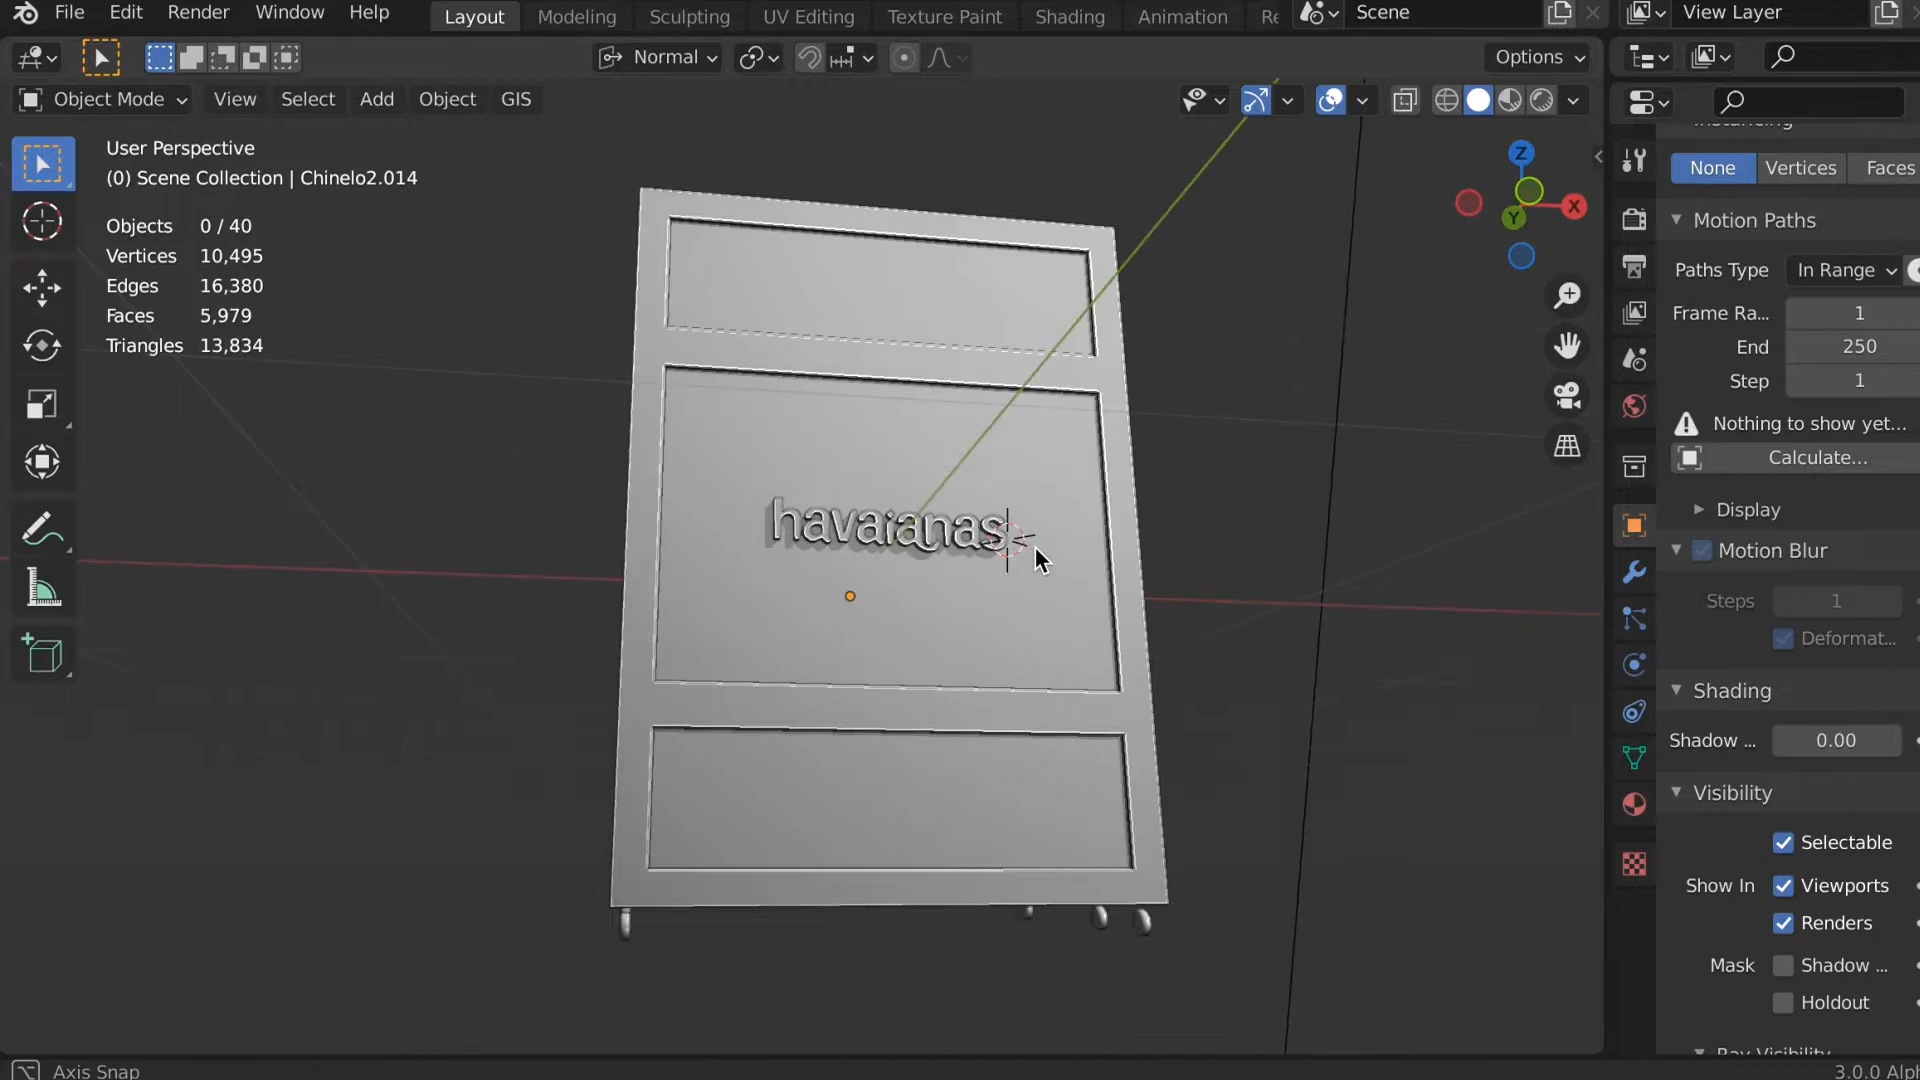 File Edit Render Window Help Layout Modeling Sculpting UV Editing Texture Paint Shading Animation Scene View Layer
Normal Options
Object Mode View Select Add Object GIS
User Perspective
(0) Scene Collection | Chinelo2.014
Objects 0 / 40
Vertices 10,495
Edges 16,380
Faces 5,979
Triangles 13,834
Z
X
Y
havaianas
None Vertices Faces
Motion Paths
Paths Type In Range
Frame Ra... 1
End 250
Step 1
Nothing to show yet...
Calculate...
Display
Motion Blur
Steps 1
Deformat...
Shading
Shadow ... 0.00
Visibility
Selectable
Show In Viewports
Renders
Mask Shadow ...
Holdout
Ray Visibility
Axis Snap
3.0.0 Alph